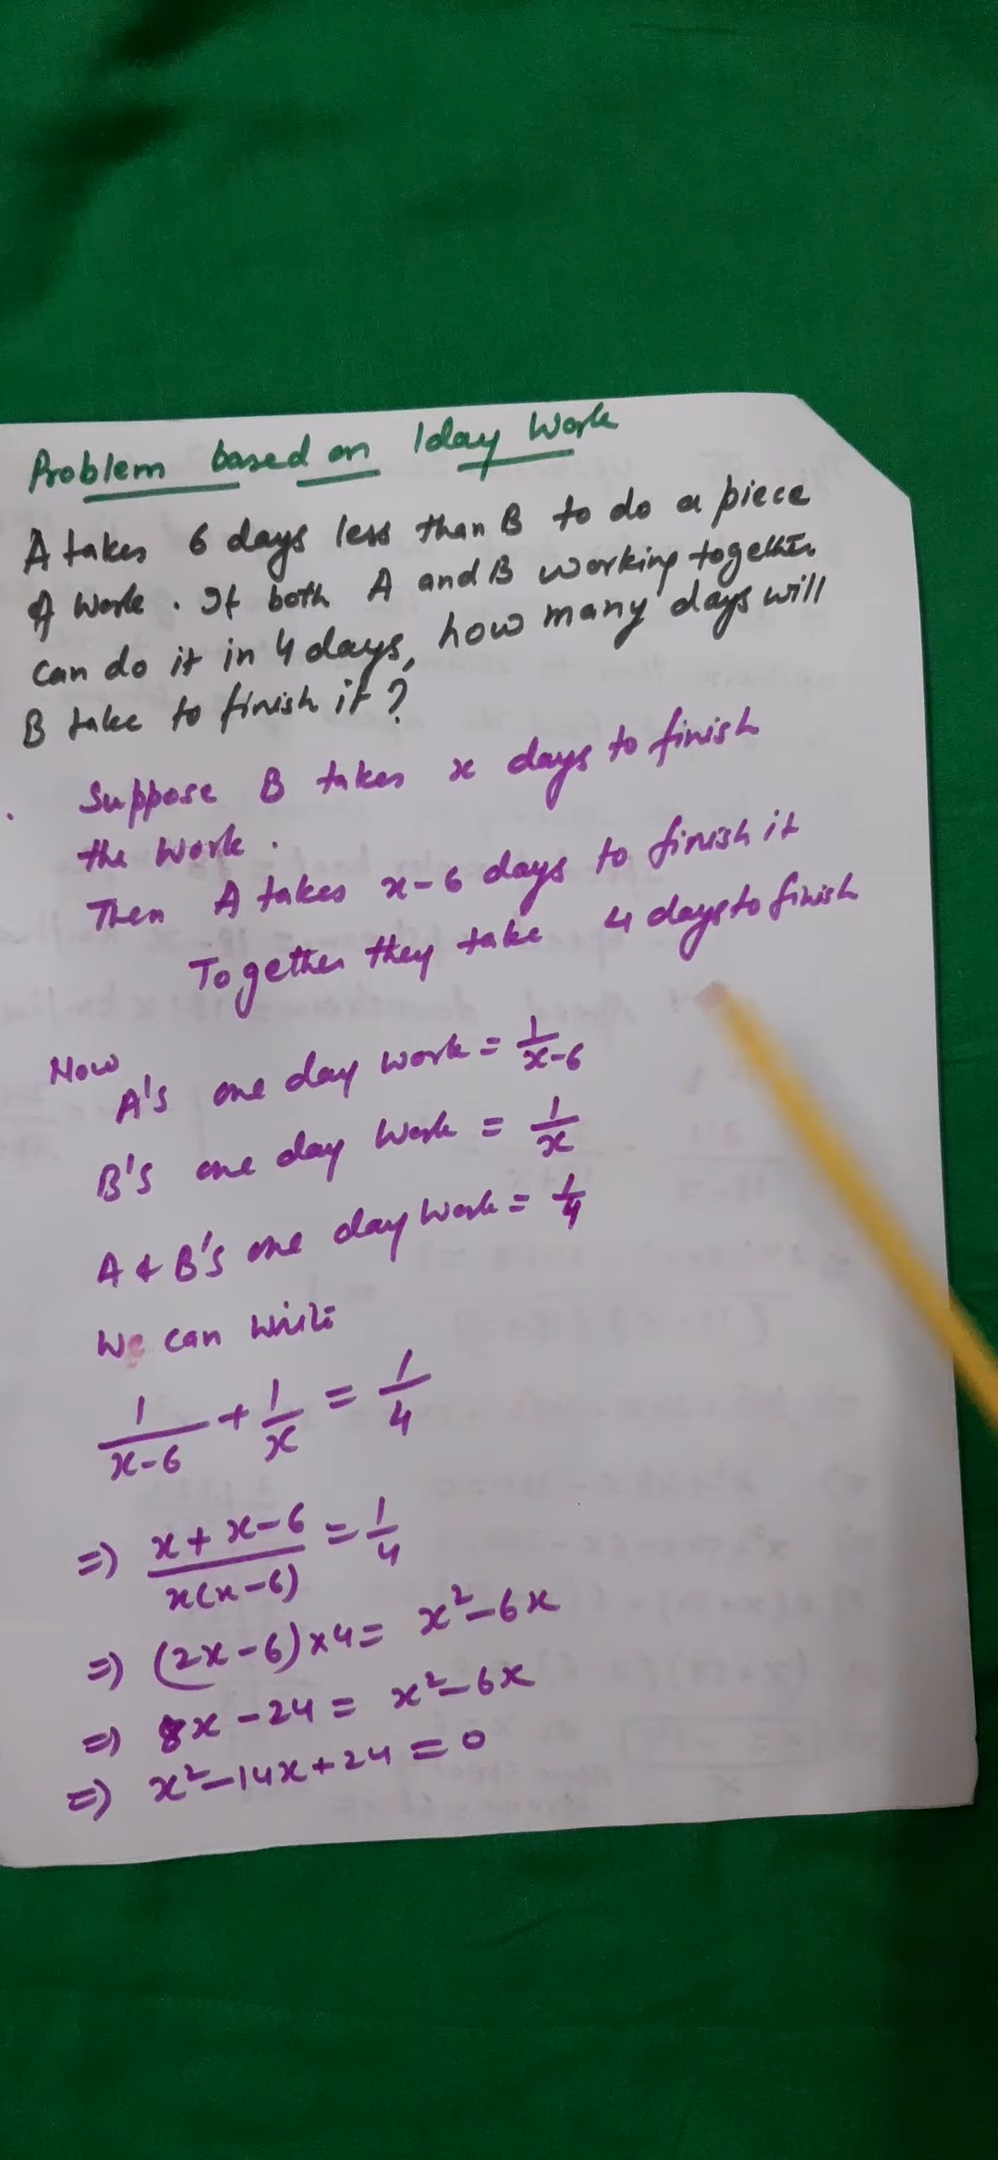 Problem based on 1day Work
A takes 6 days less than B to do a piece
of work. If both A and B working together
can do it in 4 days, how many days will
B take to finish it?
Suppose B takes x days to finish
the work.
Then A takes x-6 days to finish it
Together they take 4 days to finish
Now
A's one day work = 1/(x-6)
B's one day work = 1/x
A & B's one day work = 1/4
We can write
1/(x-6) + 1/x = 1/4
=> (x + x-6)/(x(x-6)) = 1/4
=> (2x-6)×4 = x²-6x
=> 8x - 24 = x²-6x
=> x²-14x+24 = 0